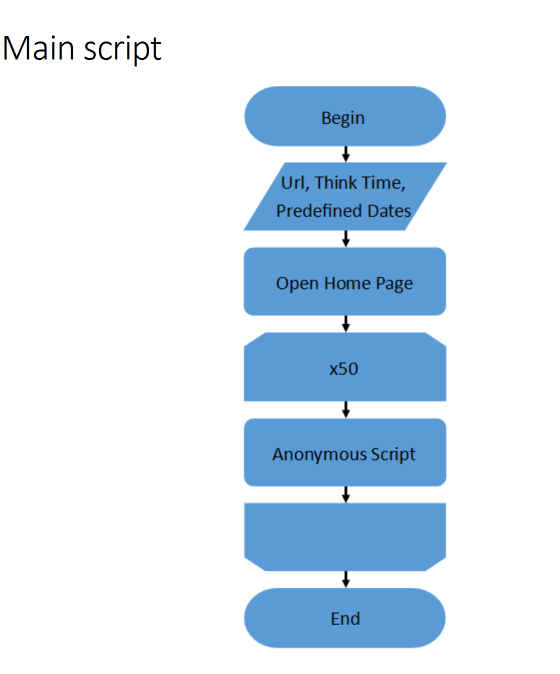 Main script
Begin
Url, Think Time,
Predefined Dates
Open Home Page
x50
Anonymous Script
End